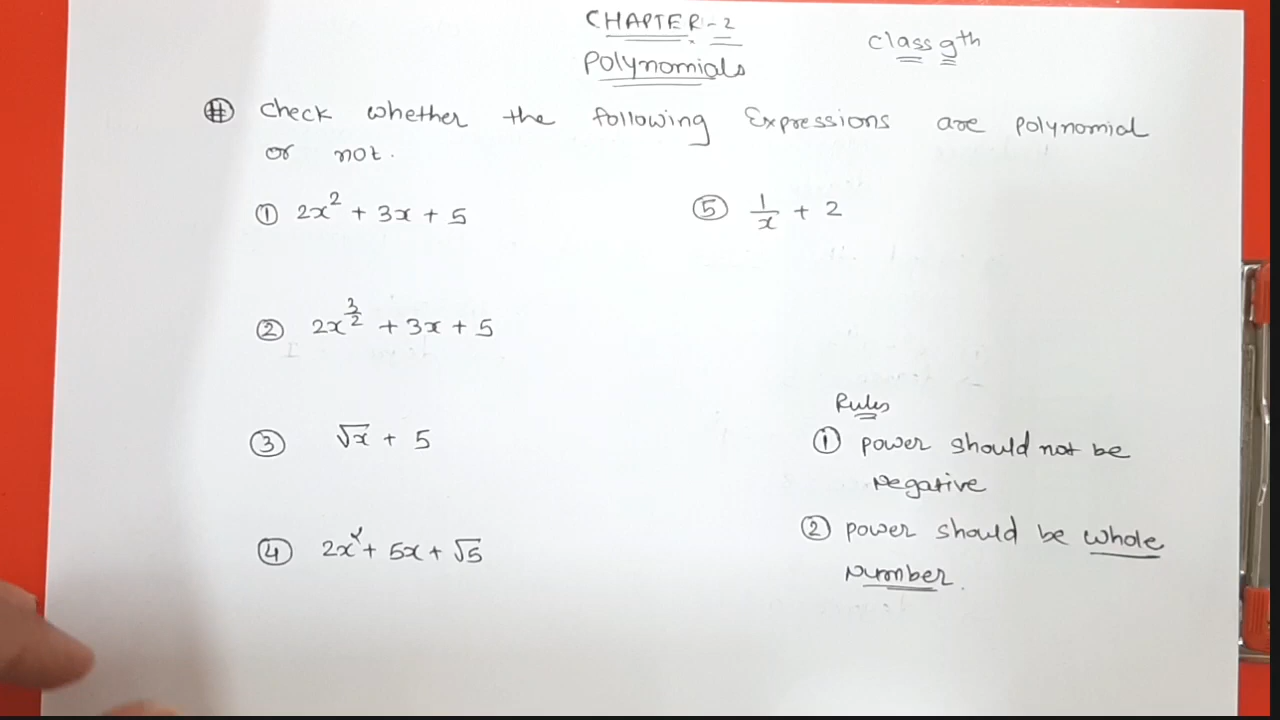 CHAPTER-2
Polynomials
Class 9th
# Check whether the following Expressions are polynomial
or not.
① 2x² + 3x + 5
② 2x^(3/2) + 3x + 5
③ √x + 5
④ 2x + 5x + √5
⑤ 1/x + 2
Rules
① power should not be
negative
② power should be whole
number.